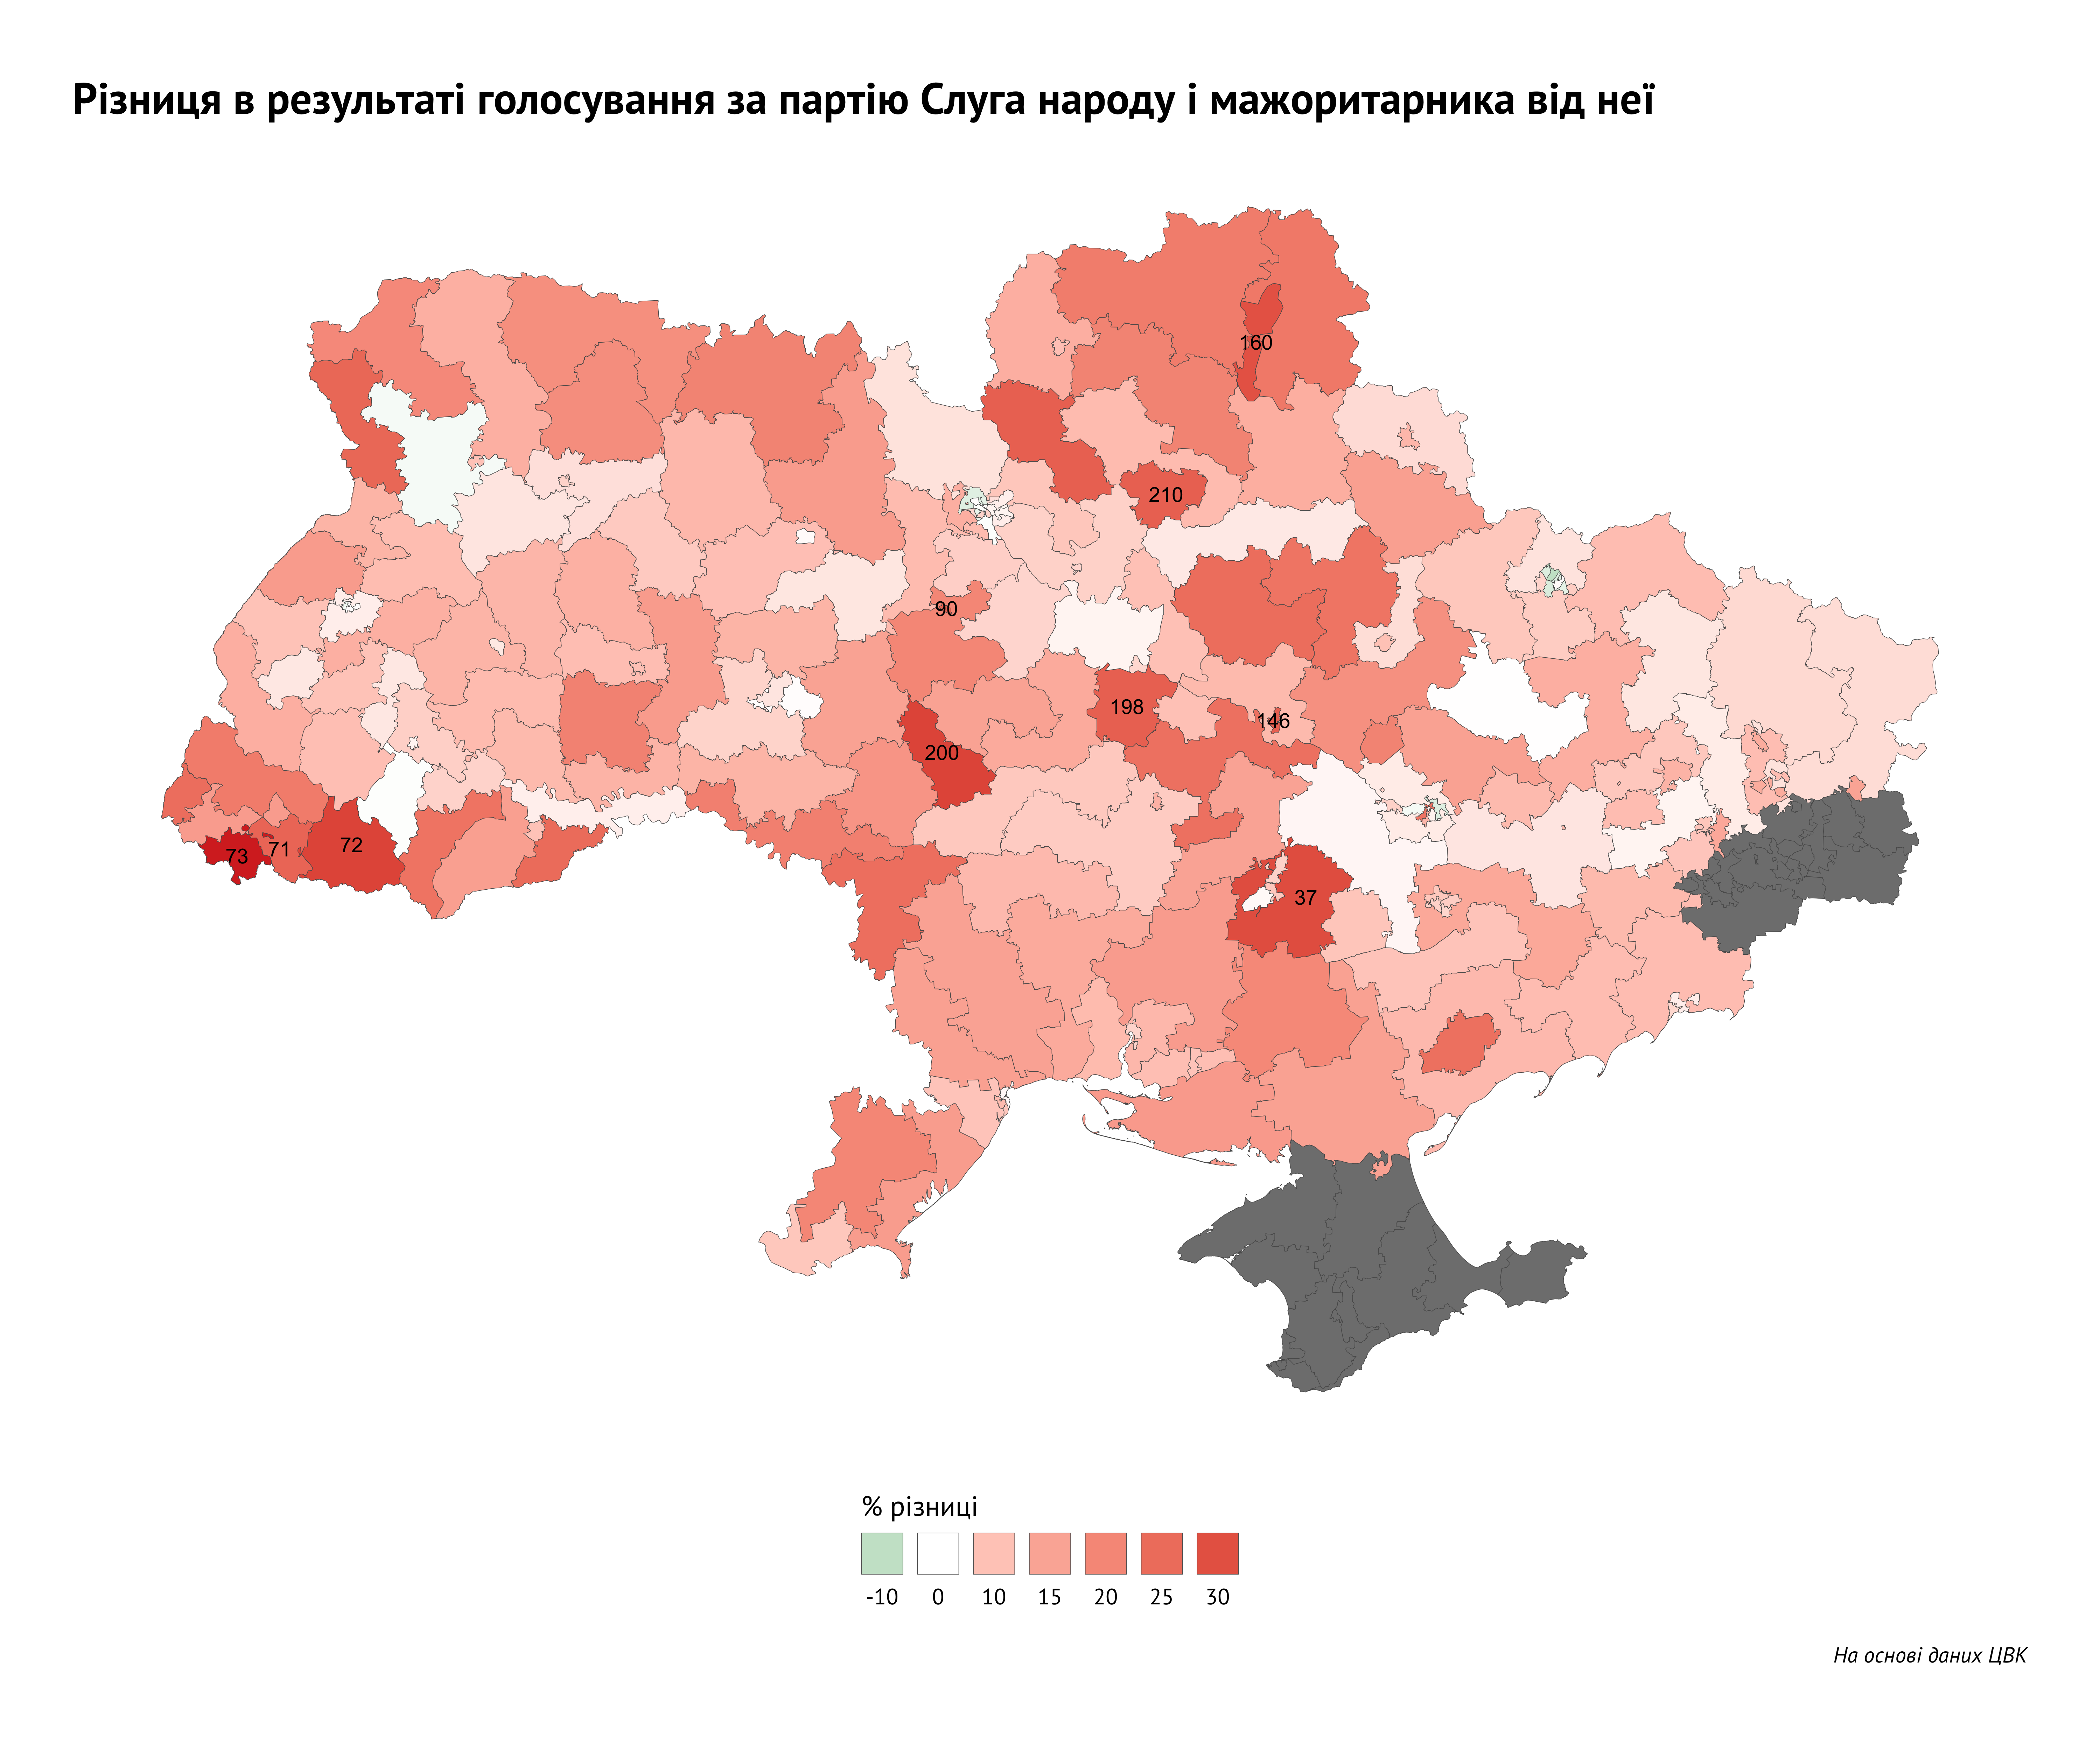 Різниця в результаті голосування за партію Слуга народу і мажоритарника від неї
160
210
90
198
146
200
72
71
73
37
% різниці
-10 0 10 15 20 25 30
На основі даних ЦВК